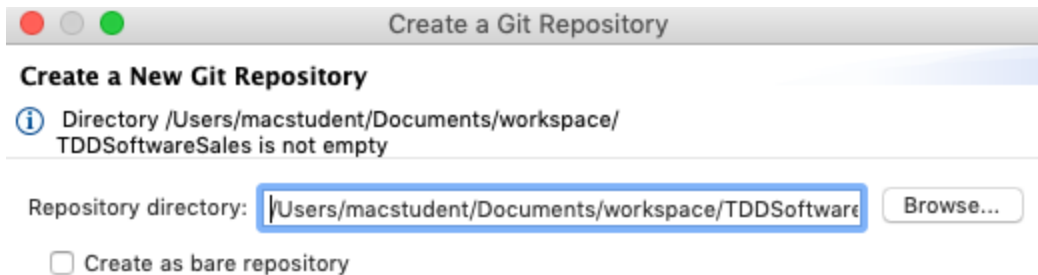 Create a Git Repository
Create a New Git Repository
Directory /Users/macstudent/Documents/workspace/
TDDSoftwareSales is not empty
Repository directory: /Users/macstudent/Documents/workspace/TDDSoftware Browse...
Create as bare repository